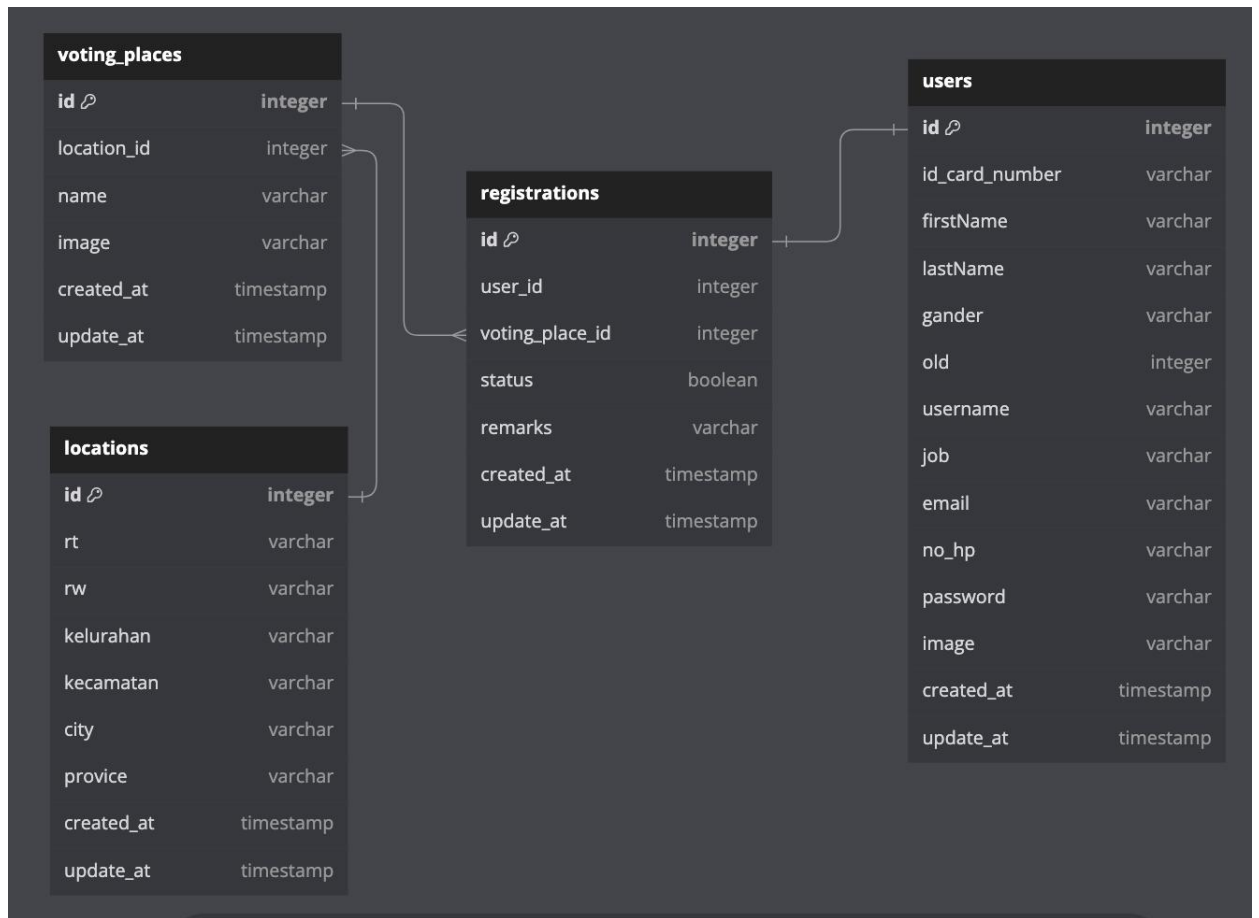 voting_places
id integer
location_id integer
name varchar
image varchar
created_at timestamp
update_at timestamp
locations
id integer
rt varchar
rw varchar
kelurahan varchar
kecamatan varchar
city varchar
provice varchar
created_at timestamp
update_at timestamp
registrations
id integer
user_id integer
voting_place_id integer
status boolean
remarks varchar
created_at timestamp
update_at timestamp
users
id integer
id_card_number varchar
firstName varchar
lastName varchar
gander varchar
old integer
username varchar
job varchar
email varchar
no_hp varchar
password varchar
image varchar
created_at timestamp
update_at timestamp